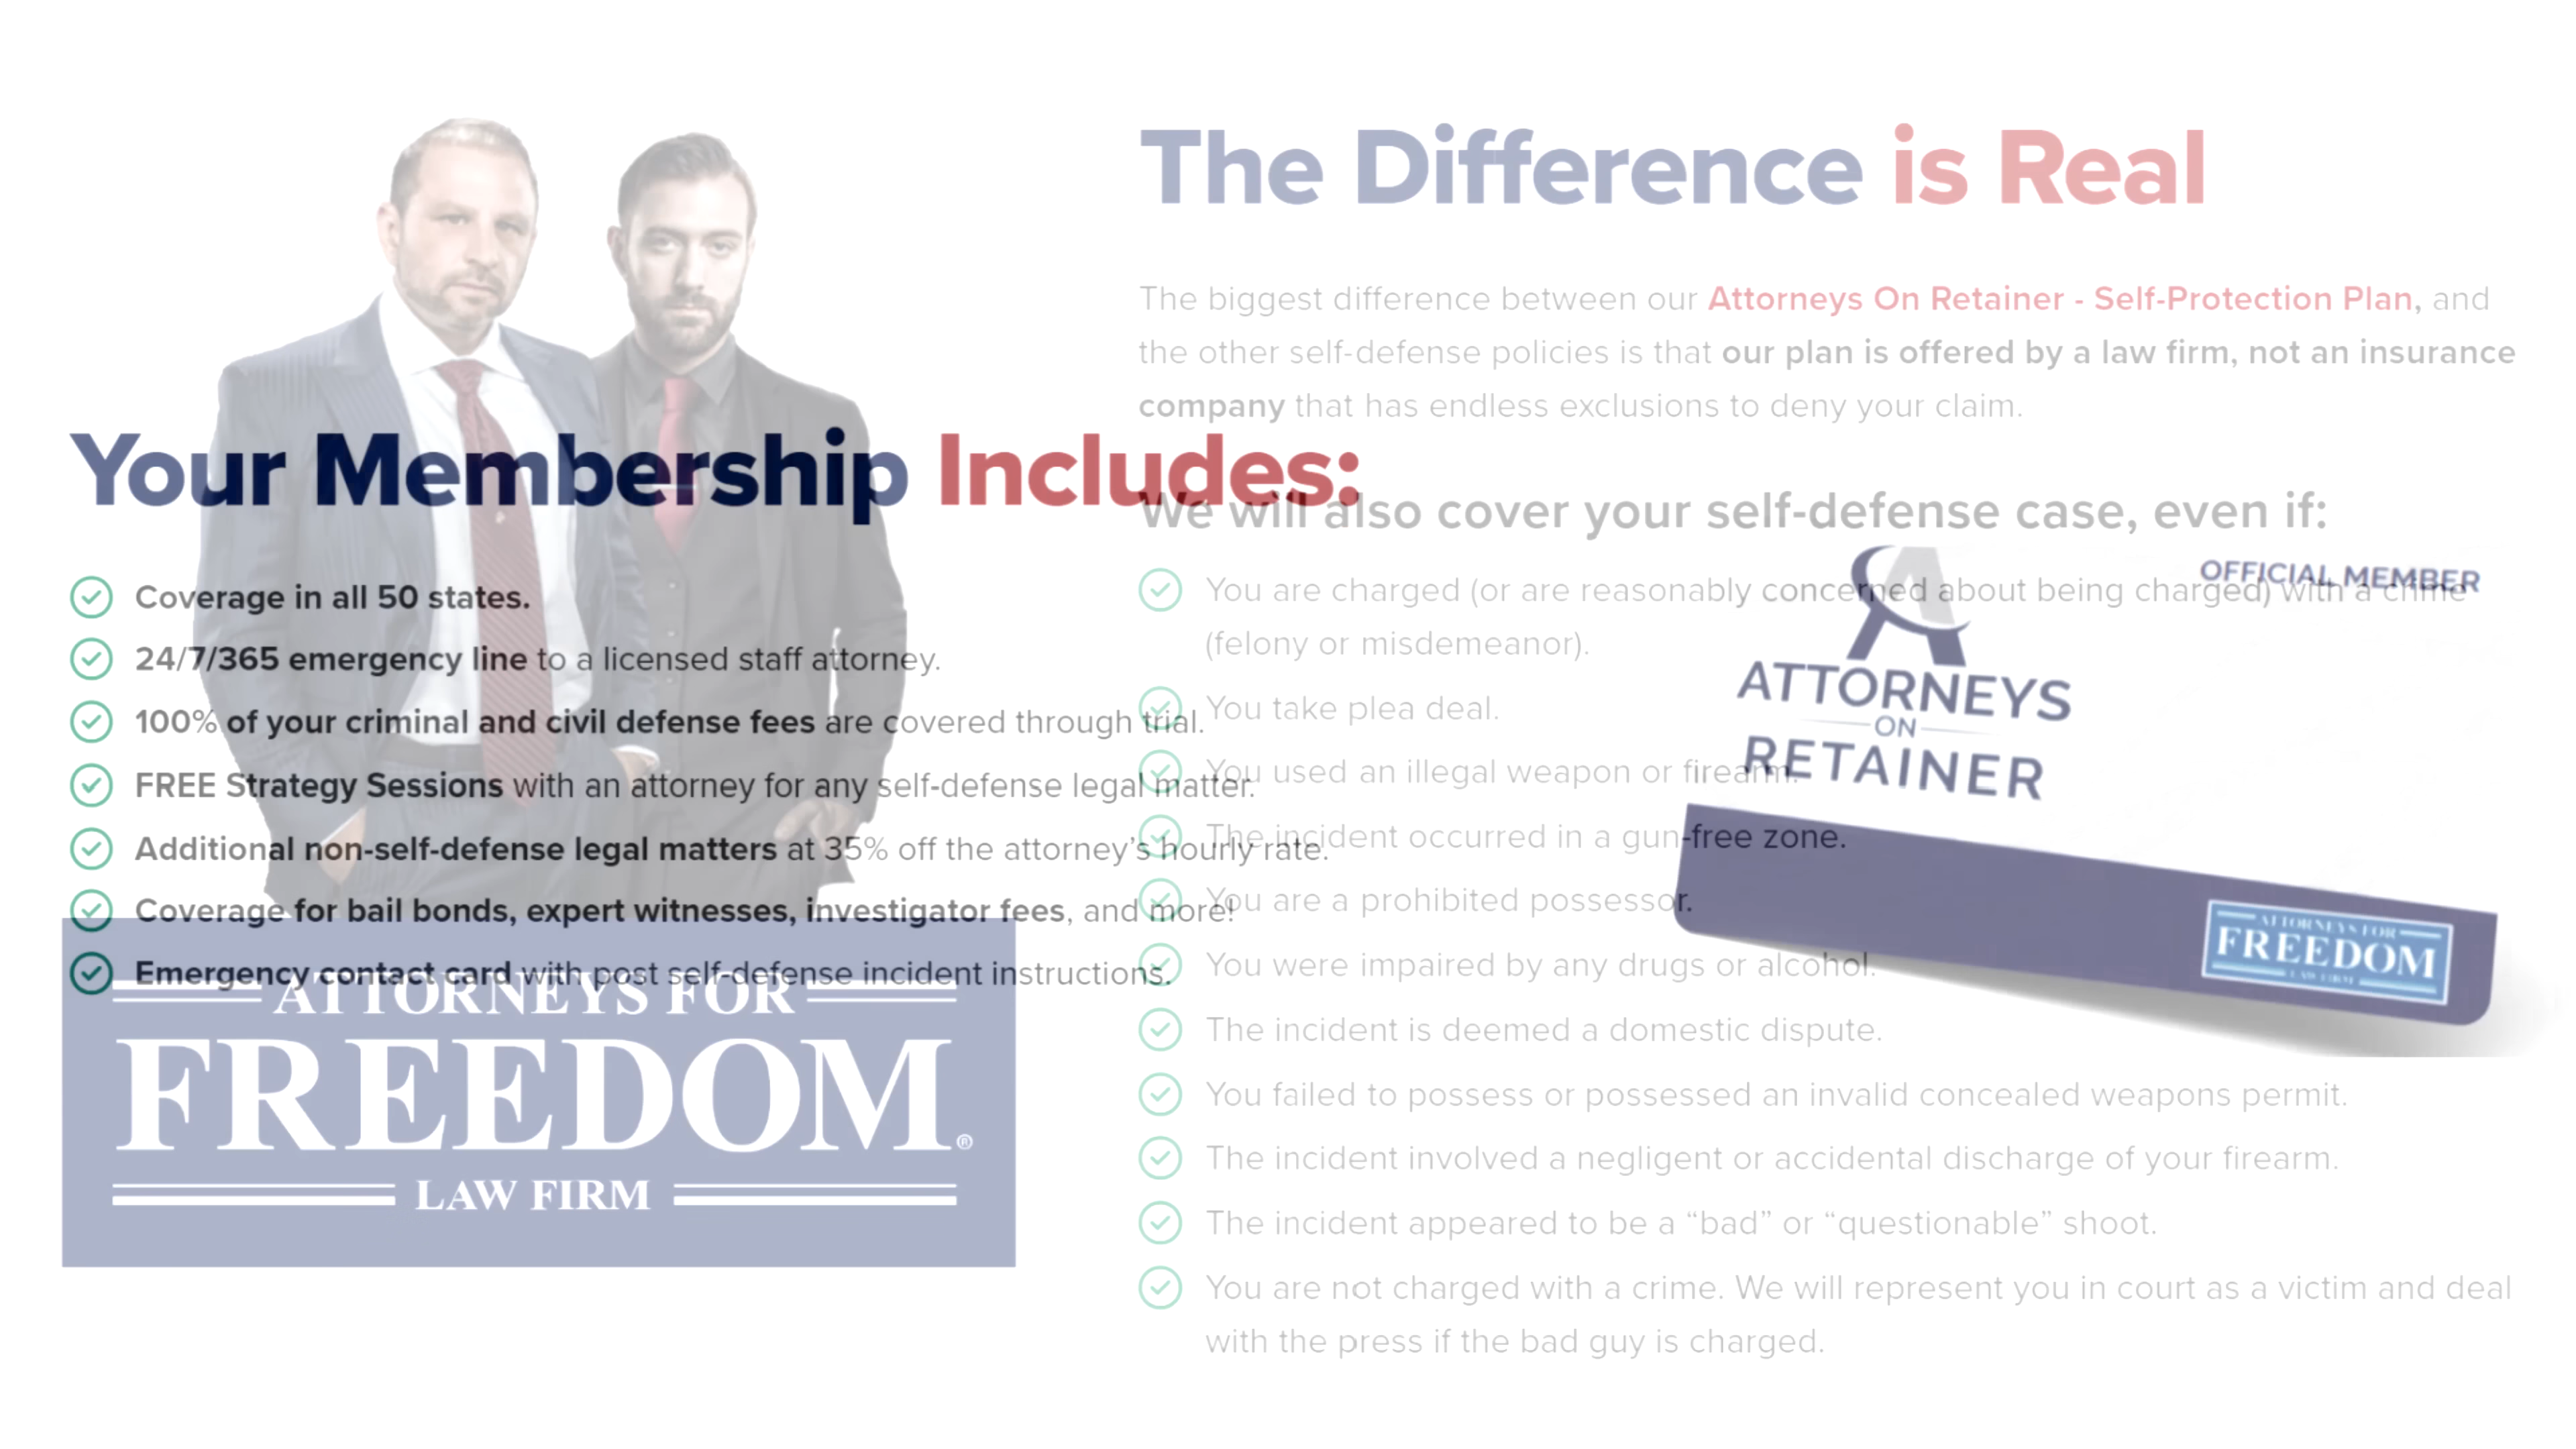 The Difference is Real
The biggest difference between our Attorneys On Retainer - Self-Protection Plan, and
the other self-defense policies is that our plan is offered by a law firm, not an insurance
company that has endless exclusions to deny your claim.
We will also cover your self-defense case, even if:
You are charged (or are reasonably concerned about being charged) with a crime
(felony or misdemeanor).
You take plea deal.
You used an illegal weapon or firearm.
The incident occurred in a gun-free zone.
You are a prohibited possessor.
You were impaired by any drugs or alcohol.
The incident is deemed a domestic dispute.
You failed to possess or possessed an invalid concealed weapons permit.
The incident involved a negligent or accidental discharge of your firearm.
The incident appeared to be a “bad” or “questionable” shoot.
You are not charged with a crime. We will represent you in court as a victim and deal
with the press if the bad guy is charged.
Your Membership Includes:
Coverage in all 50 states.
24/7/365 emergency line to a licensed staff attorney.
100% of your criminal and civil defense fees are covered through trial.
FREE Strategy Sessions with an attorney for any self-defense legal matter.
Additional non-self-defense legal matters at 35% off the attorney’s hourly rate.
Coverage for bail bonds, expert witnesses, investigator fees, and more!
Emergency contact card with post self-defense incident instructions.
ATTORNEYS FOR
FREEDOM®
LAW FIRM
OFFICIAL MEMBER
ATTORNEYS
ON
RETAINER
ATTORNEYS FOR
FREEDOM
LAW FIRM